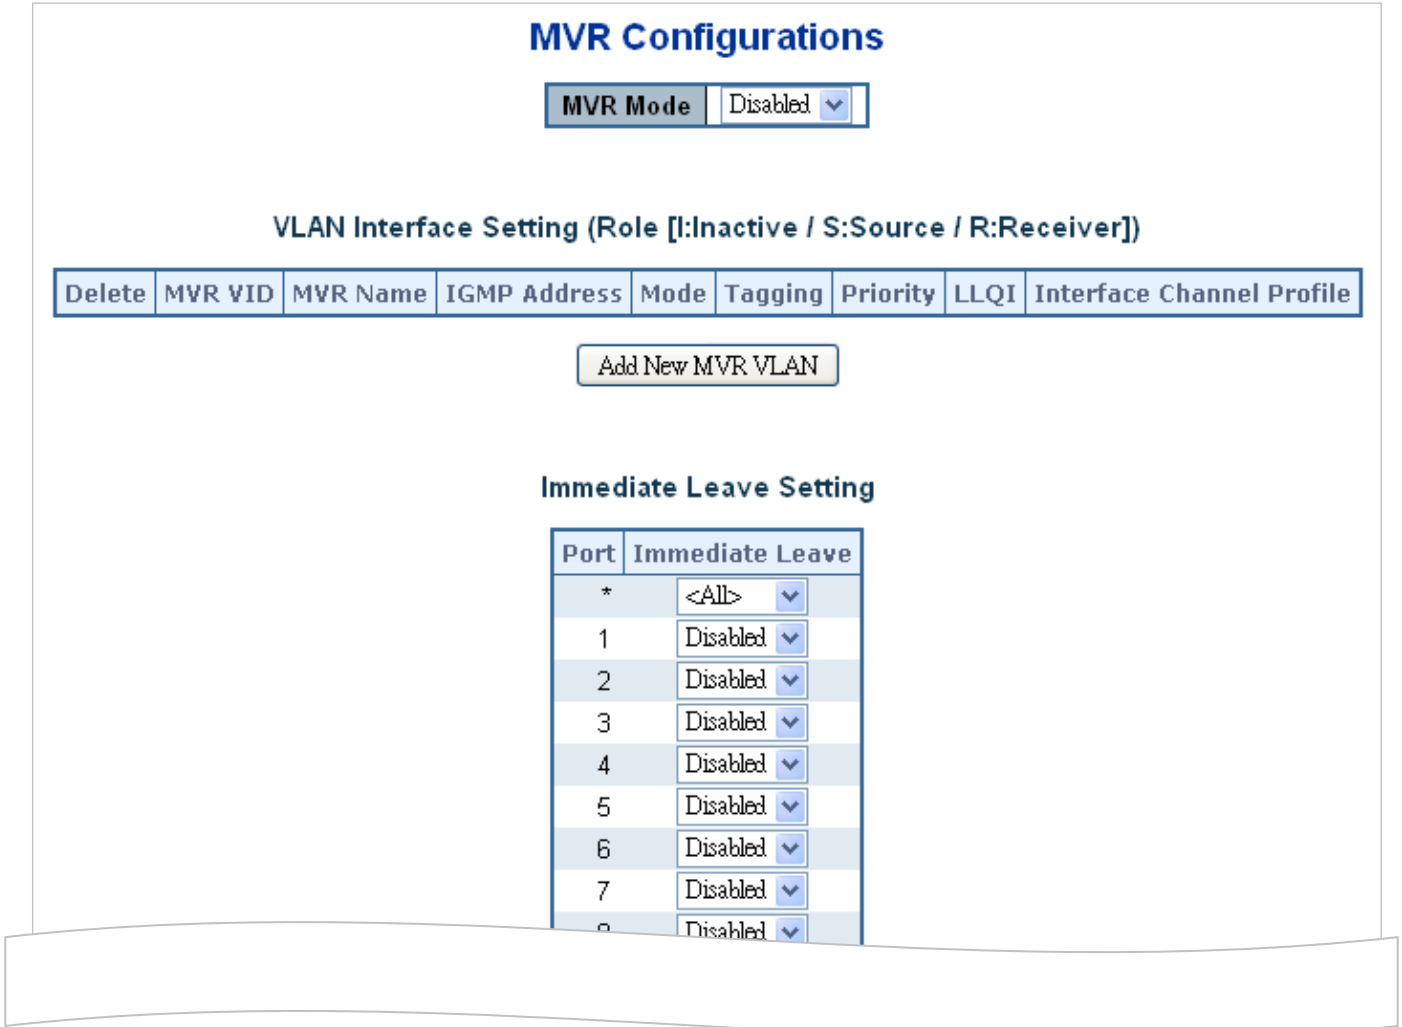 MVR Configurations
MVR Mode Disabled
VLAN Interface Setting (Role [I:Inactive / S:Source / R:Receiver])
Delete MVR VID MVR Name IGMP Address Mode Tagging Priority LLQI Interface Channel Profile
Add New MVR VLAN
Immediate Leave Setting
Port Immediate Leave
* <All>
1 Disabled
2 Disabled
3 Disabled
4 Disabled
5 Disabled
6 Disabled
7 Disabled
Disabled